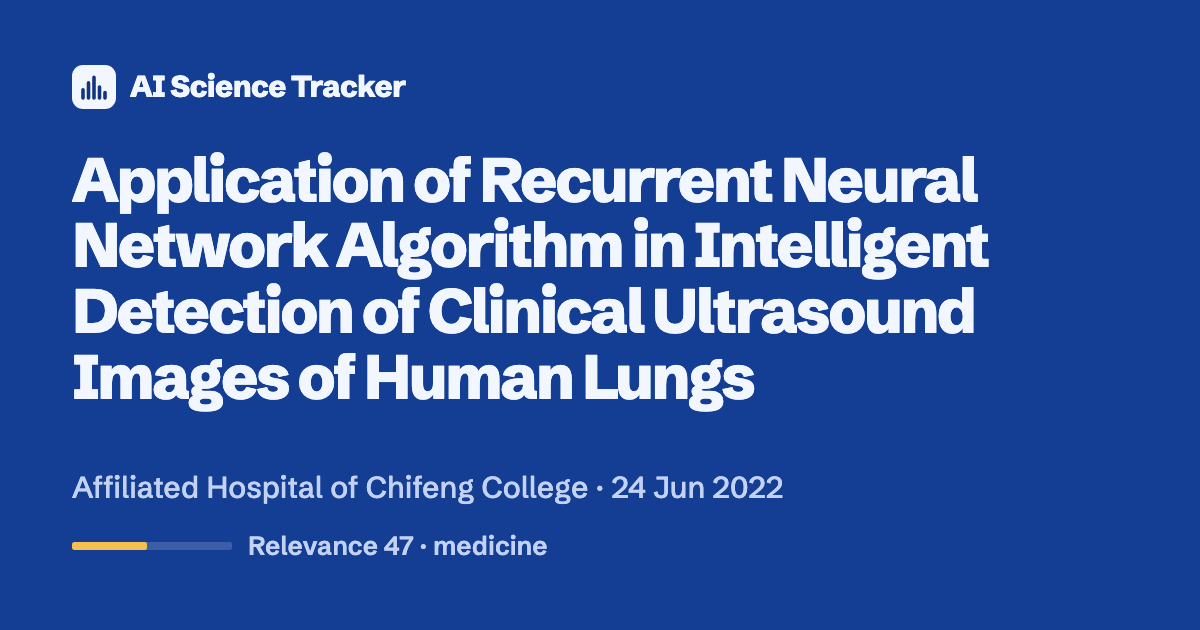 AI Science Tracker
Application of Recurrent Neural
Network Algorithm in Intelligent
Detection of Clinical Ultrasound
Images of Human Lungs
Affiliated Hospital of Chifeng College · 24 Jun 2022
Relevance 47 · medicine